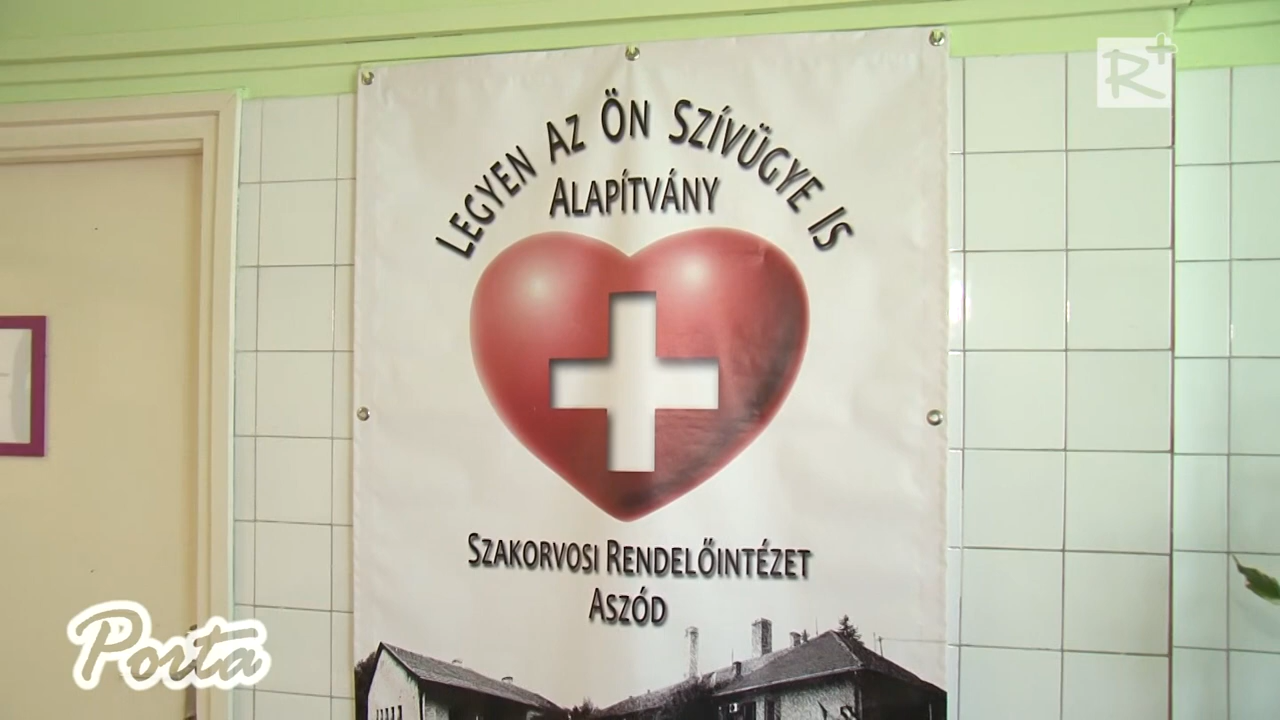 LEGYEN AZ ÖN SZÍVÜGYE IS
ALAPÍTVÁNY
SZAKORVOSI RENDELŐINTÉZET
ASZÓD
Porta
R+